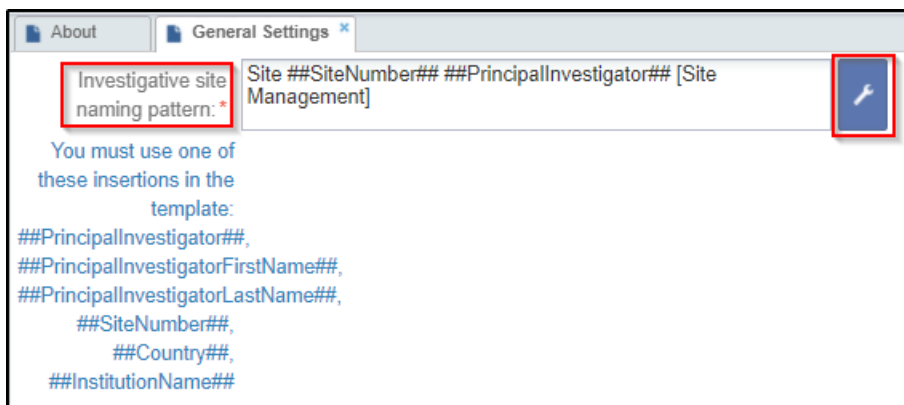 About
General Settings ×
Investigative site
naming pattern: *
Site ##SiteNumber## ##PrincipalInvestigator## [Site
Management]
You must use one of
these insertions in the
template:
##PrincipalInvestigator##,
##PrincipalInvestigatorFirstName##,
##PrincipalInvestigatorLastName##,
##SiteNumber##,
##Country##,
##InstitutionName##